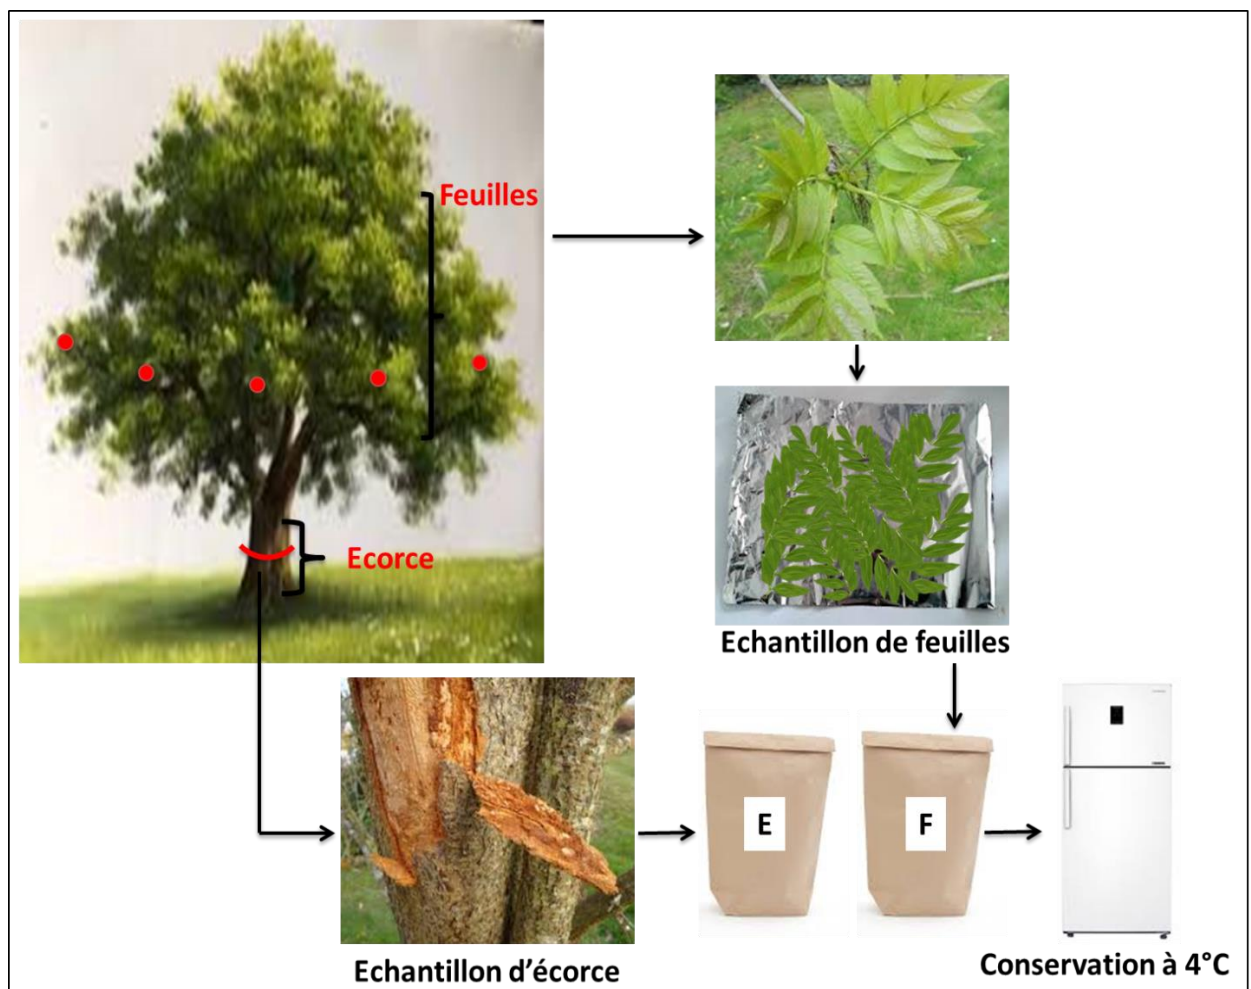 Feuilles
Ecorce
Echantillon de feuilles
E
F
Echantillon d'écorce
Conservation à 4°C